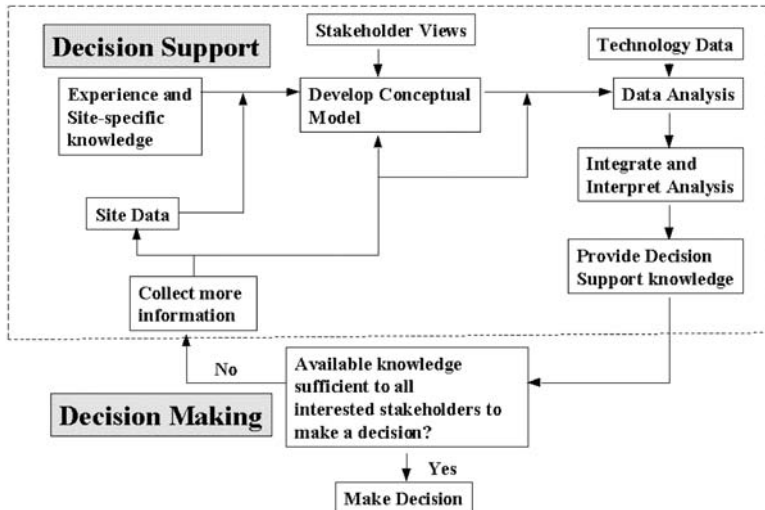 Decision Support
Stakeholder Views
Technology Data
Experience and
Site-specific
knowledge
Develop Conceptual
Model
Data Analysis
Integrate and
Interpret Analysis
Site Data
Provide Decision
Support knowledge
Collect more
information
No
Available knowledge
sufficient to all
interested stakeholders to
make a decision?
Decision Making
Yes
Make Decision